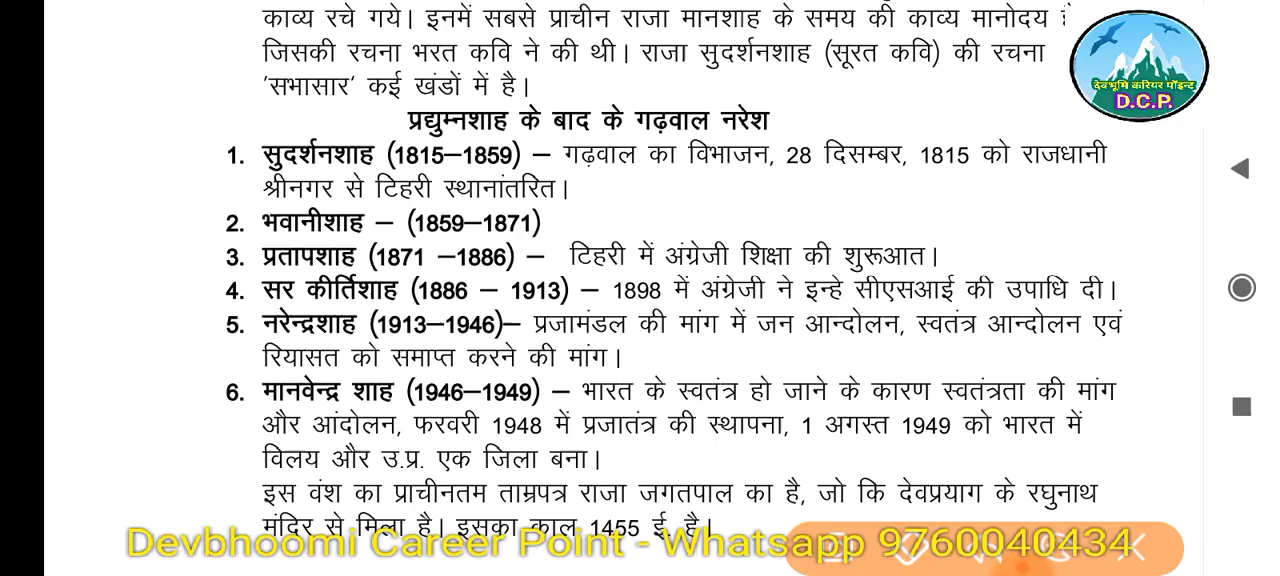 काव्य रचे गये। इनमें सबसे प्राचीन राजा मानशाह के समय की काव्य मानोदय
जिसकी रचना भरत कवि ने की थी। राजा सुदर्शनशाह (सूरत कवि) की रचना
’सभासार‘ कई खंडों में है।
देवभूमि करियर पॉइन्ट
D.C.P.
प्रद्युम्नशाह के बाद के गढ़वाल नरेश
1. सुदर्शनशाह (1815–1859) – गढ़वाल का विभाजन, 28 दिसम्बर, 1815 को राजधानी
श्रीनगर से टिहरी स्थानांतरित।
2. भवानीशाह – (1859–1871)
3. प्रतापशाह (1871 –1886) – टिहरी में अंग्रेजी शिक्षा की शुरूआत।
4. सर कीर्तिशाह (1886 – 1913) – 1898 में अंग्रेजी ने इन्हे सीएसआई की उपाधि दी।
5. नरेन्द्रशाह (1913–1946)– प्रजामंडल की मांग में जन आन्दोलन, स्वतंत्र आन्दोलन एवं
रियासत को समाप्त करने की मांग।
6. मानवेन्द्र शाह (1946–1949) – भारत के स्वतंत्र हो जाने के कारण स्वतंत्रता की मांग
और आंदोलन, फरवरी 1948 में प्रजातंत्र की स्थापना, 1 अगस्त 1949 को भारत में
विलय और उ.प्र. एक जिला बना।
इस वंश का प्राचीनतम ताम्रपत्र राजा जगतपाल का है, जो कि देवप्रयाग के रघुनाथ
मंदिर से मिला है। इसका काल 1455 ई. है।
Devbhoomi Career Point - Whatsapp 9760040434